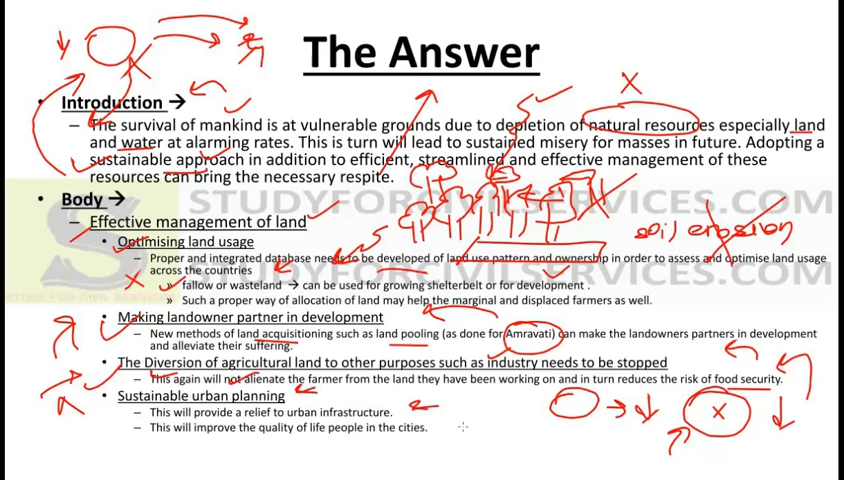 The Answer
Introduction →
The survival of mankind is at vulnerable grounds due to depletion of natural resources especially land
and water at alarming rates. This is turn will lead to sustained misery for masses in future. Adopting a
sustainable approach in addition to efficient, streamlined and effective management of these
resources can bring the necessary respite.
Body →
STUDYFORCIVILSERVICES.COM
Effective management of land
soil erosion
Optimising land usage
Proper and integrated database needs to be developed of land use pattern and ownership in order to assess and optimise land usage
across the countries
fallow or wasteland → can be used for growing shelterbelt or for development .
STUDYFORCIVILSERVICES.COM
Such a proper way of allocation of land may help the marginal and displaced farmers as well.
Making landowner partner in development
New methods of land acquisitioning such as land pooling (as done for Amravati) can make the landowners partners in development
and alleviate their suffering.
The Diversion of agricultural land to other purposes such as industry needs to be stopped
This again will not alienate the farmer from the land they have been working on and in turn reduces the risk of food security.
Sustainable urban planning
This will provide a relief to urban infrastructure.
This will improve the quality of life people in the cities.